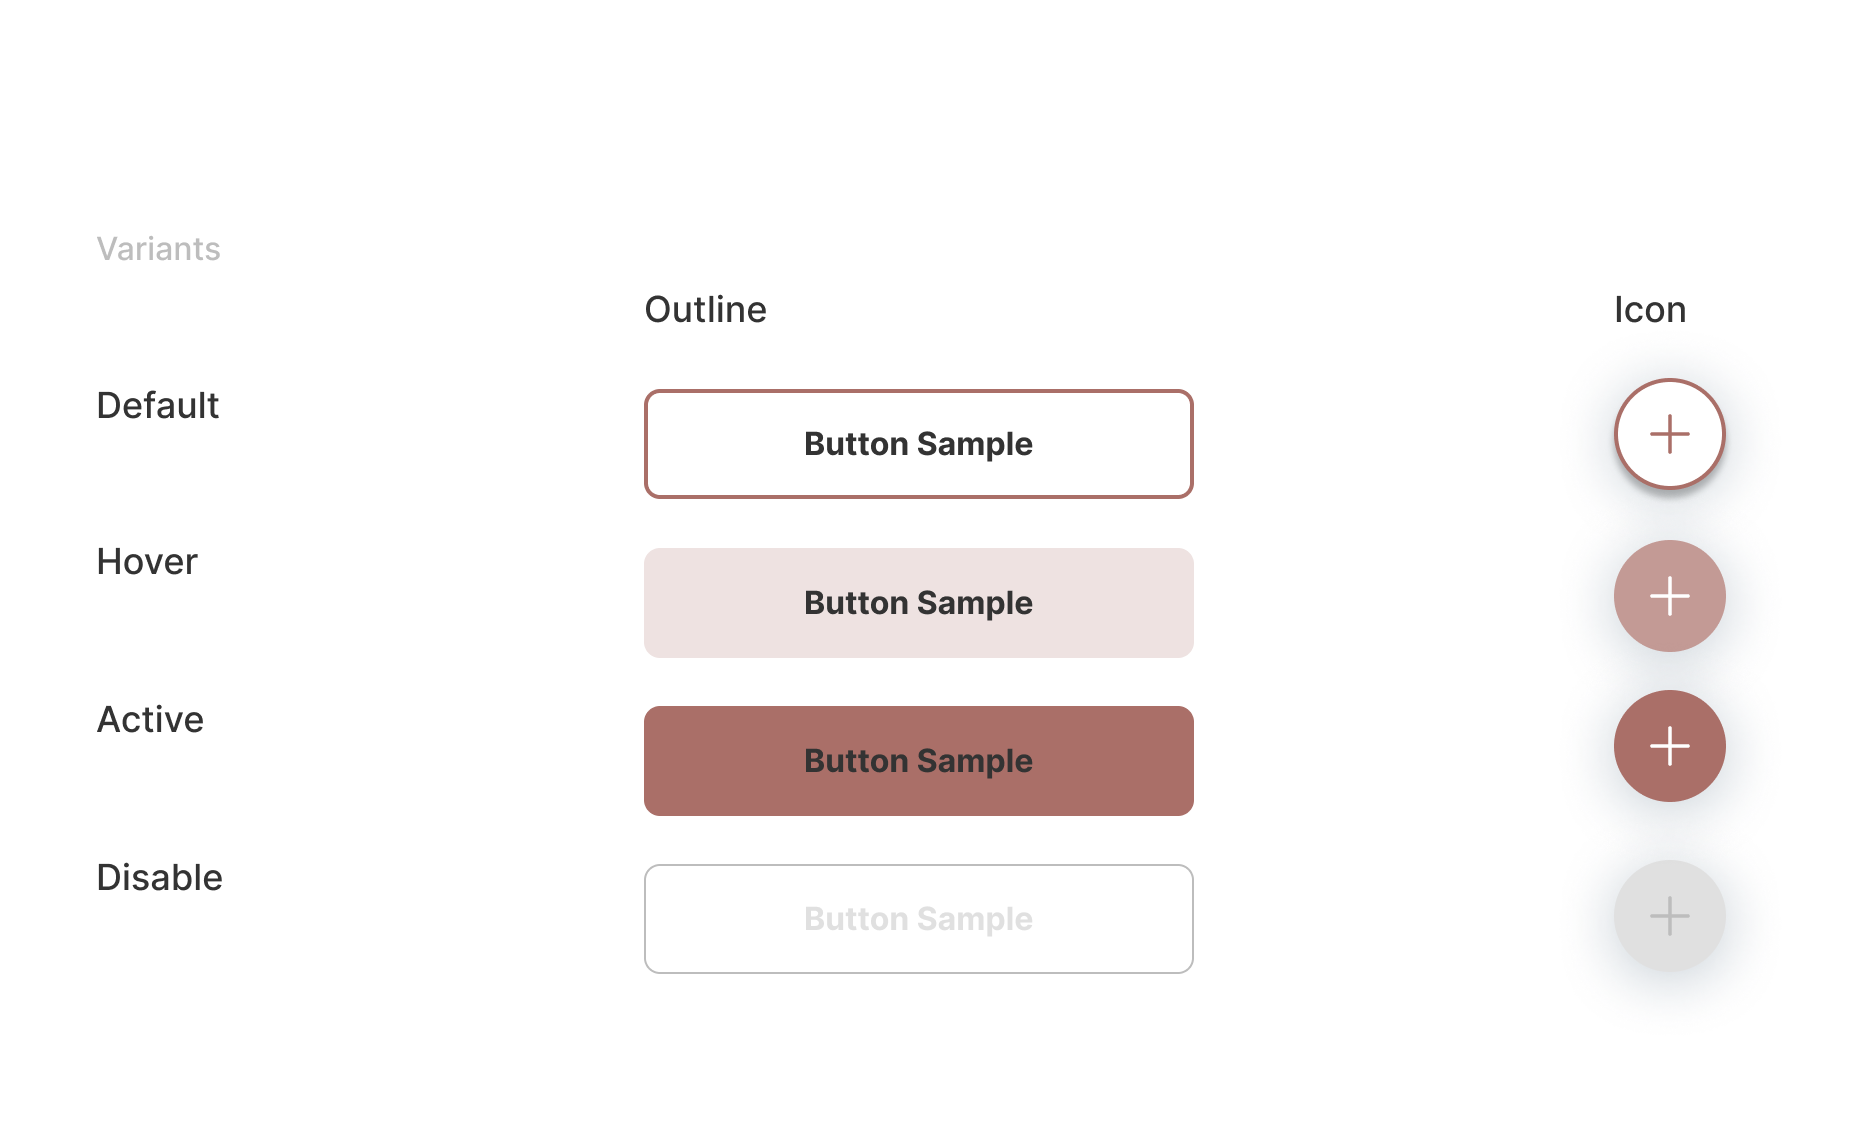 Variants
Outline
Icon
Default
Button Sample
Hover
Button Sample
Active
Button Sample
Disable
Button Sample